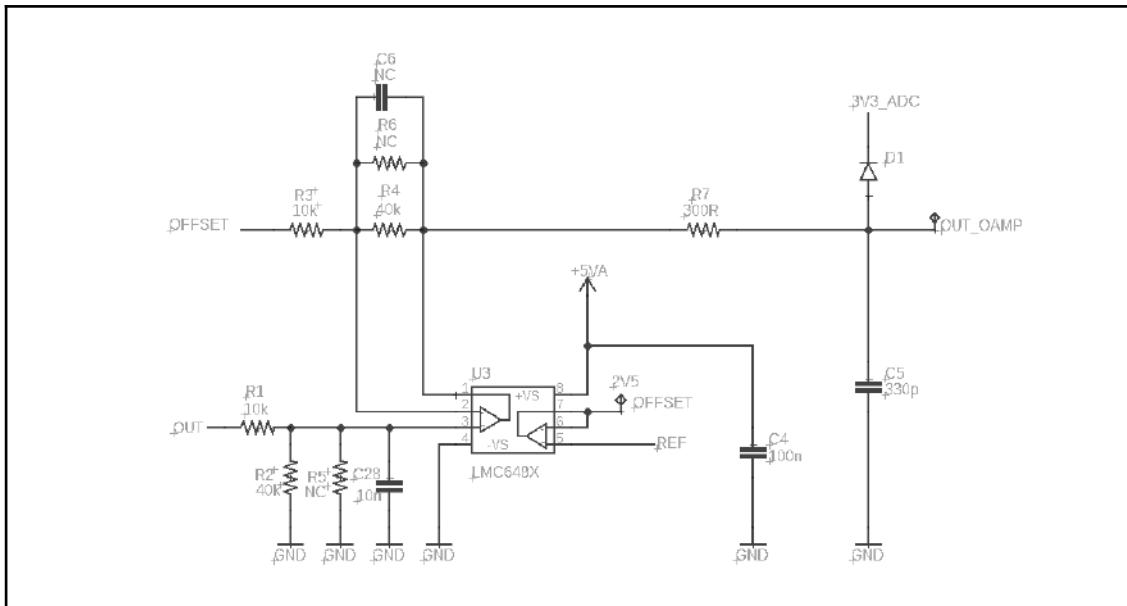 C6
NC
R6
NC
R3
10k
R4
40k
OFFSET
3V3_ADC
D1
R7
300R
OUT_OAMP
+5VA
U3
1
2
3
4
+VS
-VS
8
7
6
5
LMC648X
2V5
OFFSET
REF
R1
10k
OUT
R2
40k
R5
NC
C28
10n
C4
100n
C5
330p
GND
GND
GND
GND
GND
GND